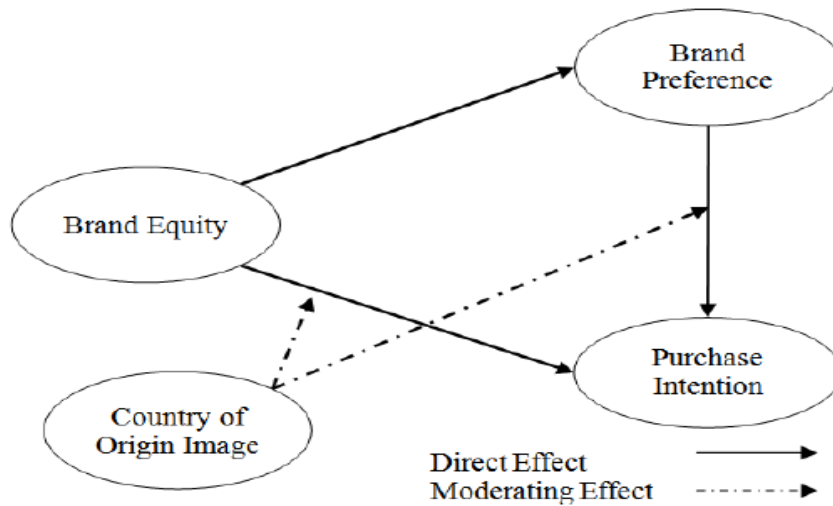 Brand
Preference
Brand Equity
Purchase
Intention
Country of
Origin Image
Direct Effect
Moderating Effect